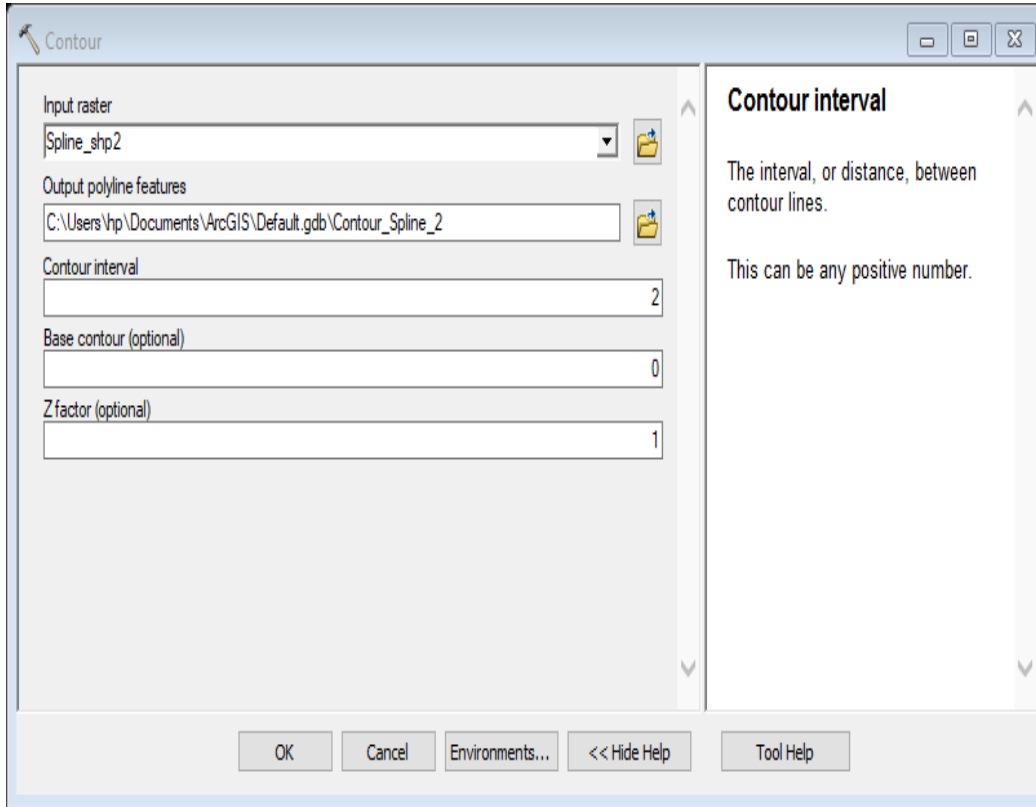 Contour
Input raster
Spline_shp2
Output polyline features
C:\Users\hp\Documents\ArcGIS\Default.gdb\Contour_Spline_2
Contour interval
2
Base contour (optional)
0
Z factor (optional)
1
Contour interval
The interval, or distance, between
contour lines.
This can be any positive number.
OK
Cancel
Environments...
<< Hide Help
Tool Help